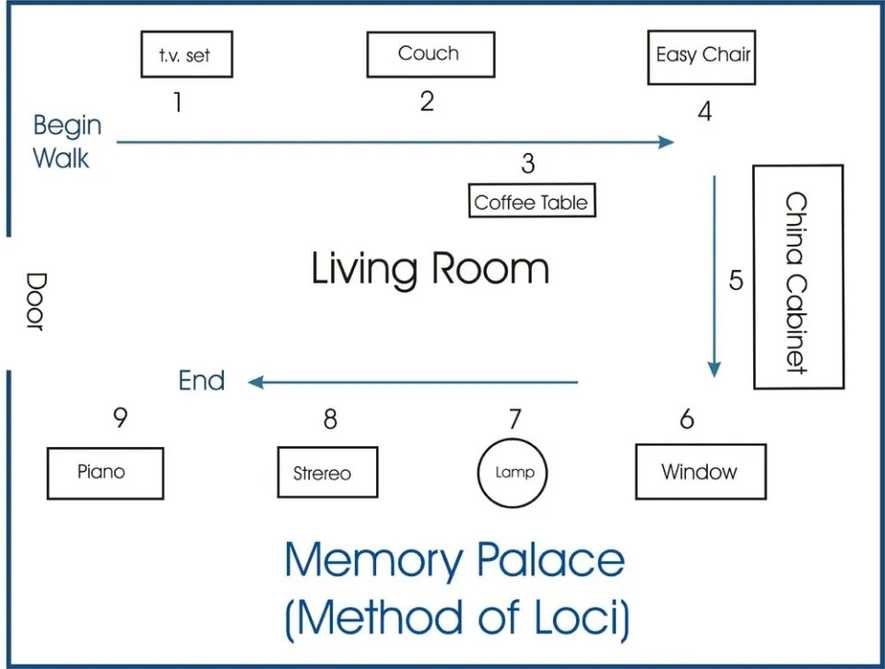 t.v. set
Couch
Easy Chair
1
2
4
Begin
Walk
3
Coffee Table
China Cabinet
Living Room
5
Door
End
9
8
7
6
Piano
Strereo
Lamp
Window
Memory Palace
(Method of Loci)